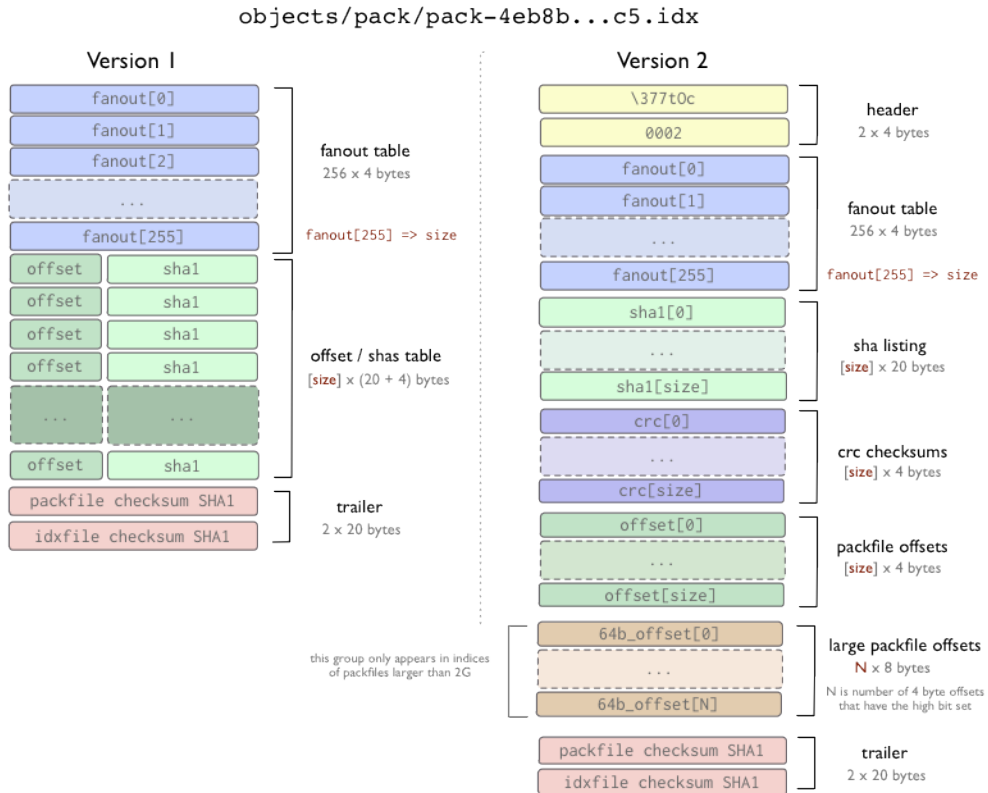 objects/pack/pack-4eb8b...c5.idx
Version 1
fanout[0]
fanout[1]
fanout[2]
...
fanout[255]
fanout table
256 x 4 bytes
fanout[255] => size
offset sha1
offset sha1
offset sha1
offset sha1
... ...
offset sha1
offset / shas table
[size] x (20 + 4) bytes
packfile checksum SHA1
idxfile checksum SHA1
trailer
2 x 20 bytes
Version 2
\377tOc
0002
header
2 x 4 bytes
fanout[0]
fanout[1]
...
fanout[255]
fanout table
256 x 4 bytes
fanout[255] => size
sha1[0]
...
sha1[size]
sha listing
[size] x 20 bytes
crc[0]
...
crc[size]
crc checksums
[size] x 4 bytes
offset[0]
...
offset[size]
packfile offsets
[size] x 4 bytes
this group only appears in indices
of packfiles larger than 2G
64b_offset[0]
...
64b_offset[N]
large packfile offsets
N x 8 bytes
N is number of 4 byte offsets
that have the high bit set
packfile checksum SHA1
idxfile checksum SHA1
trailer
2 x 20 bytes